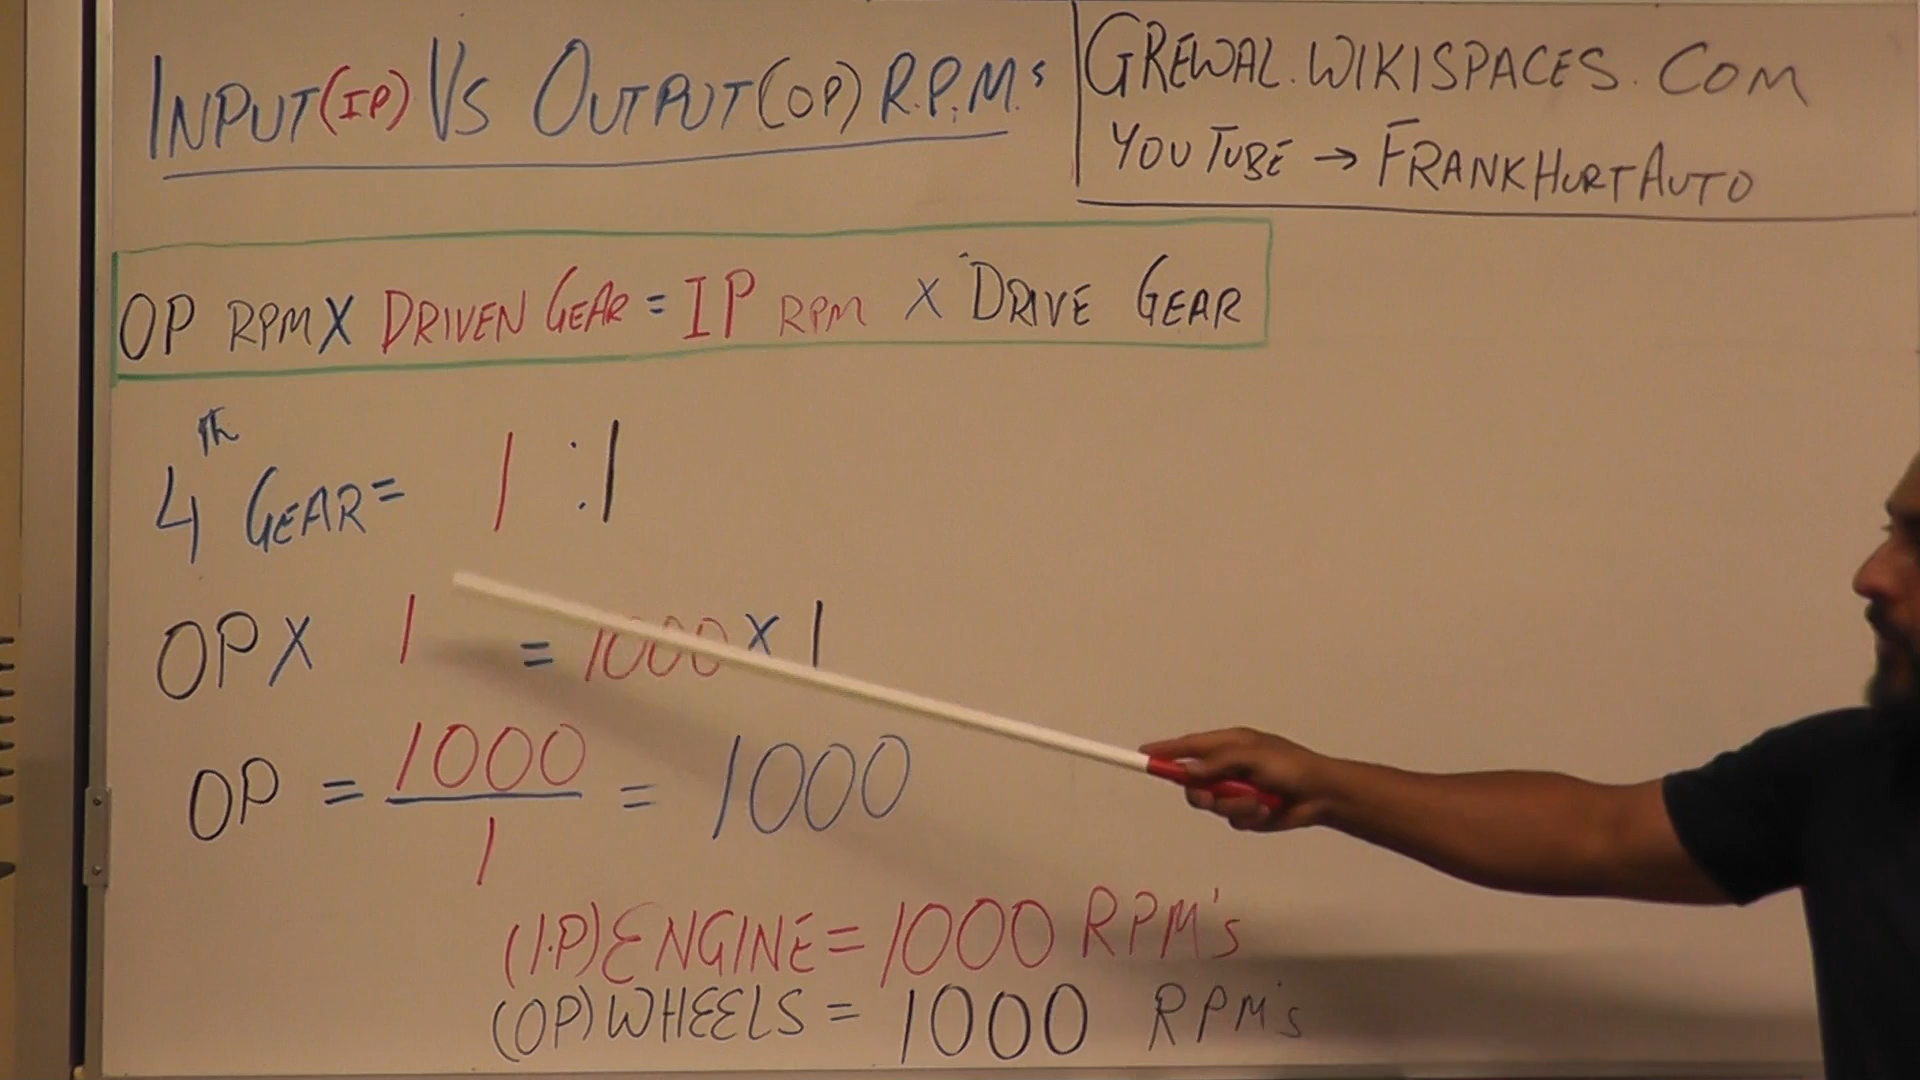 INPUT(IP) VS OUTPUT(OP) R.P.M.s
GREWAL.WIKISPACES.COM
YOUTUBE → FRANKHURTAUTO
OP RPM X DRIVEN GEAR = IP RPM X DRIVE GEAR
4th GEAR = 1 : 1
OP X 1 = 1000 X 1
OP = 1000 / 1 = 1000
(I.P) ENGINE = 1000 RPM's
(OP) WHEELS = 1000 RPM's